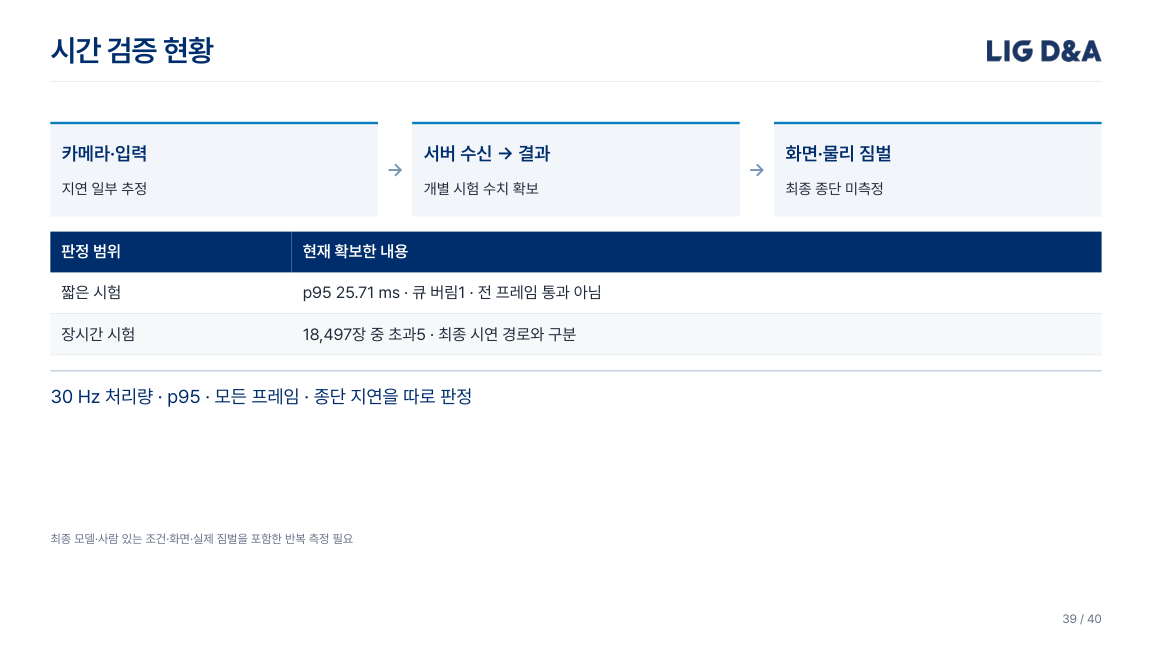 시간 검증 현황
LIG D&A
카메라·입력
지연 일부 추정
→
서버 수신 → 결과
개별 시험 수치 확보
→
화면·물리 짐벌
최종 종단 미측정
판정 범위 현재 확보한 내용
짧은 시험 p95 25.71 ms · 큐 버림1 · 전 프레임 통과 아님
장시간 시험 18,497장 중 초과5 · 최종 시연 경로와 구분
30 Hz 처리량 · p95 · 모든 프레임 · 종단 지연을 따로 판정
최종 모델·사람 있는 조건·화면·실제 짐벌을 포함한 반복 측정 필요
39 / 40